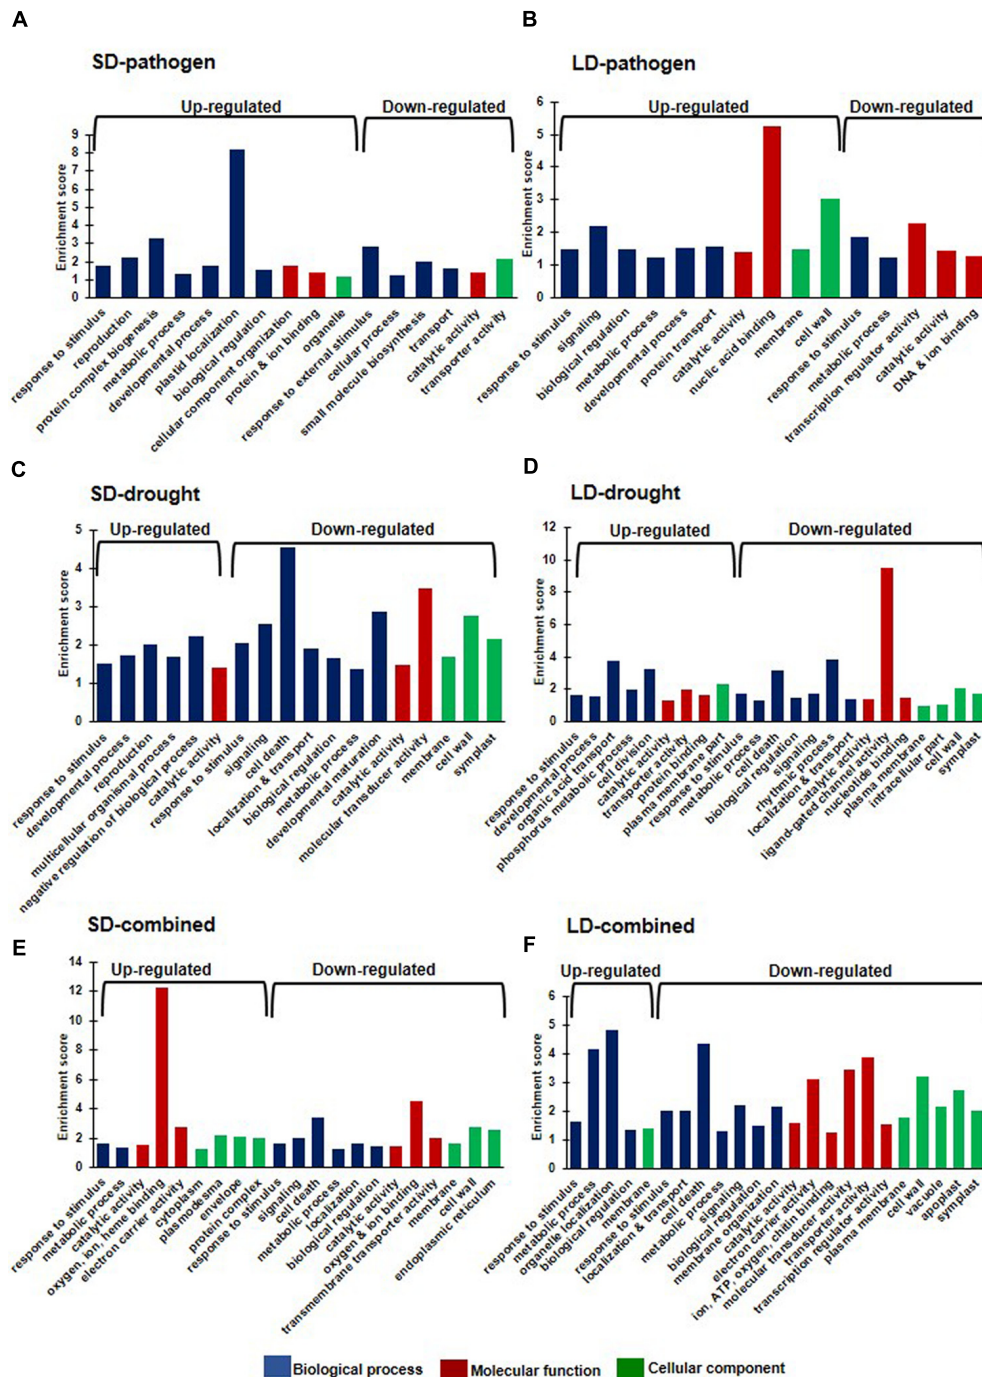 A
SD-pathogen
Up-regulated
Down-regulated
Enrichment score
9
8
7
6
5
4
3
2
1
0
response to stimulus
reproduction
protein complex biogenesis
metabolic process
developmental process
plastid localization
biological regulation
cellular component organization
protein & ion binding
organelle
response to external stimulus
cellular process
small molecule biosynthesis
transport
catalytic activity
transporter activity
B
LD-pathogen
Up-regulated
Down-regulated
Enrichment score
6
5
4
3
2
1
0
response to stimulus
signaling
biological regulation
metabolic process
developmental process
protein transport
catalytic activity
nuclic acid binding
membrane
cell wall
response to stimulus
metabolic process
transcription regulator activity
catalytic activity
DNA & ion binding
C
SD-drought
Up-regulated
Down-regulated
Enrichment score
5
4
3
2
1
0
response to stimulus
developmental process
reproduction
multicellular organismal process
negative regulation of biological process
catalytic activity
response to stimulus
signaling
cell death
localization & transport
biological regulation
metabolic process
developmental maturation
catalytic activity
molecular transducer activity
membrane
cell wall
symplast
D
LD-drought
Up-regulated
Down-regulated
Enrichment score
12
10
8
6
4
2
0
response to stimulus
developmental process
organic acid transport
phosphorus metabolic process
cell division
catalytic activity
transporter activity
protein binding
plasma membrane part
response to stimulus
metabolic process
cell death
biological regulation
signaling
rhythmic process
localization & transport
catalytic activity
ligand-gated channel activity
nucleotide binding
plasma membrane
intracellular part
cell wall
symplast
E
SD-combined
Up-regulated
Down-regulated
Enrichment score
14
12
10
8
6
4
2
0
response to stimulus
metabolic process
catalytic activity
oxygen, ion, heme binding
electron carrier activity
cytoplasm
plasmodesma
envelope
protein complex
response to stimulus
signaling
cell death
metabolic process
localization
biological regulation
catalytic activity
oxygen & ion binding
transmembrane transporter activity
membrane
cell wall
endoplasmic reticulum
F
LD-combined
Up-regulated
Down-regulated
Enrichment score
6
5
4
3
2
1
0
response to stimulus
metabolic process
organelle localization
biological regulation
membrane
response to stimulus
localization & transport
cell death
metabolic process
signaling
biological regulation
membrane organization
catalytic activity
electron carrier activity
ion, ATP, oxygen, chitin binding
molecular transducer activity
transporter activity
transcription regulator activity
plasma membrane
cell wall
vacuole
apoplast
symplast
Biological process
Molecular function
Cellular component